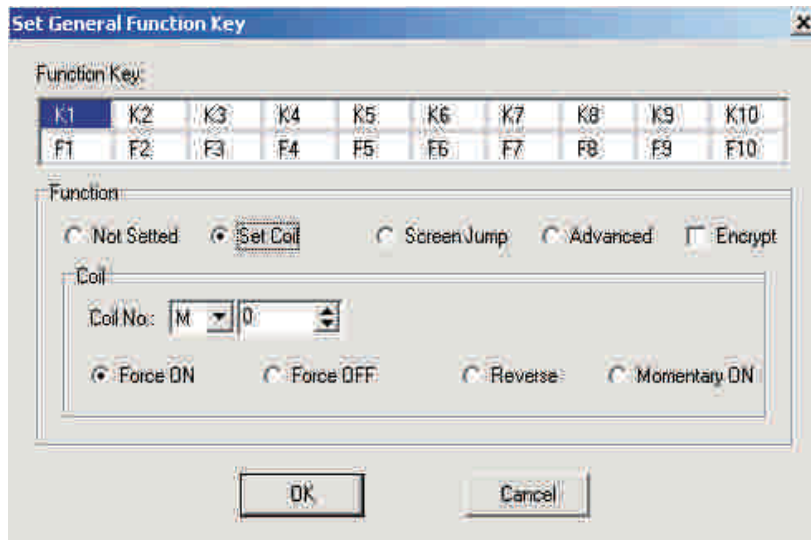 Set General Function Key
Function Key:
K1 K2 K3 K4 K5 K6 K7 K8 K9 K10
F1 F2 F3 F4 F5 F6 F7 F8 F9 F10
Function
Not Setted Set Coil Screen Jump Advanced Encrypt
Coil
Coil No.: M 0
Force ON Force OFF Reverse Momentary ON
OK Cancel